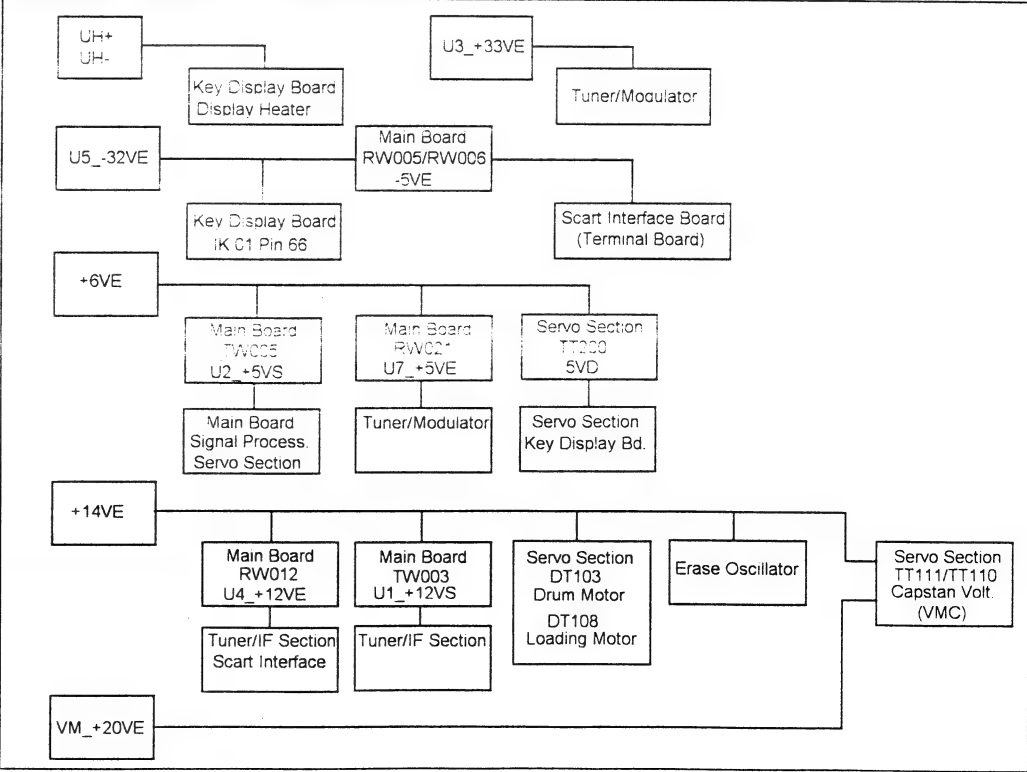 UH+
UH-
U3_+33VE
Key Display Board
Display Heater
Tuner/Modulator
U5_-32VE
Main Board
RW005/RW006
-5VE
Key Display Board
IK 01 Pin 66
Scart Interface Board
(Terminal Board)
+6VE
Main Board
U2_+5VS
Main Board
RW021
U7_+5VE
Servo Section
5VD
Main Board
Signal Process.
Servo Section
Tuner/Modulator
Servo Section
Key Display Bd.
+14VE
Main Board
RW012
U4_+12VE
Main Board
TW003
U1_+12VS
Servo Section
DT103
Drum Motor
DT108
Loading Motor
Erase Oscillator
Servo Section
TT111/TT110
Capstan Volt.
(VMC)
Tuner/IF Section
Scart Interface
Tuner/IF Section
VM_+20VE